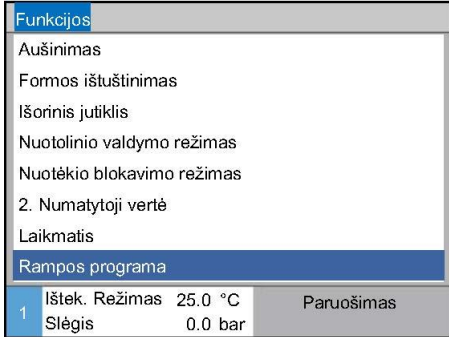 Funkcijos
Aušinimas
Formos ištuštinimas
Išorinis jutiklis
Nuotolinio valdymo režimas
Nuotėkio blokavimo režimas
2. Numatytoji vertė
Laikmatis
Rampos programa
1
Ištek. Režimas 25.0 °C
Slėgis 0.0 bar
Paruošimas